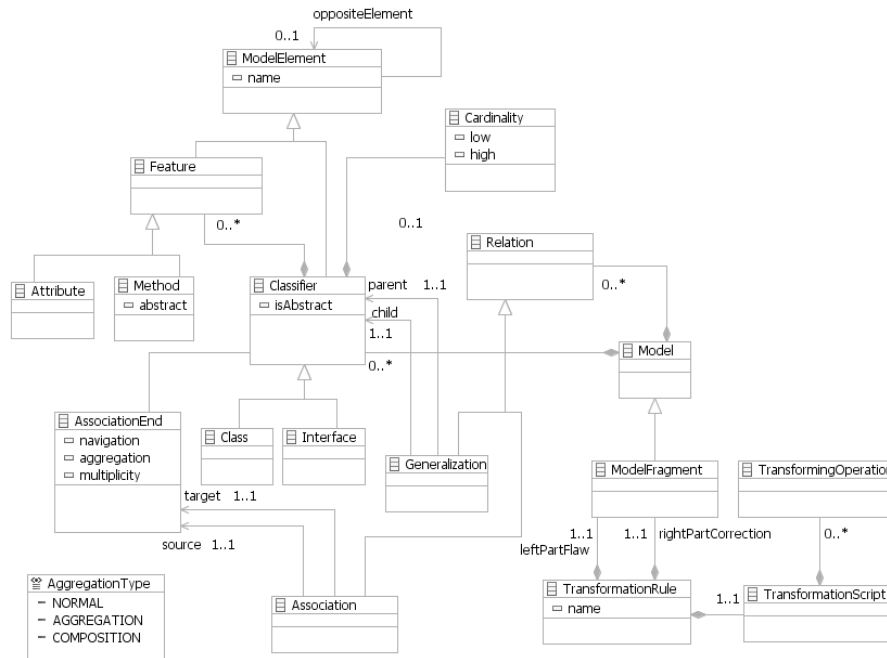 oppositeElement
0..1
ModelElement
name
Cardinality
low
high
Feature
0..*
0..1
Relation
Attribute
Method
abstract
Classifier
isAbstract
parent 1..1
child
1..1
0..*
0..*
Model
AssociationEnd
navigation
aggregation
multiplicity
Class
Interface
Generalization
ModelFragment
TransformingOperation
target 1..1
source 1..1
1..1
leftPartFlaw
1..1 rightPartCorrection
0..*
AggregationType
NORMAL
AGGREGATION
COMPOSITION
Association
TransformationRule
name
1..1
TransformationScript